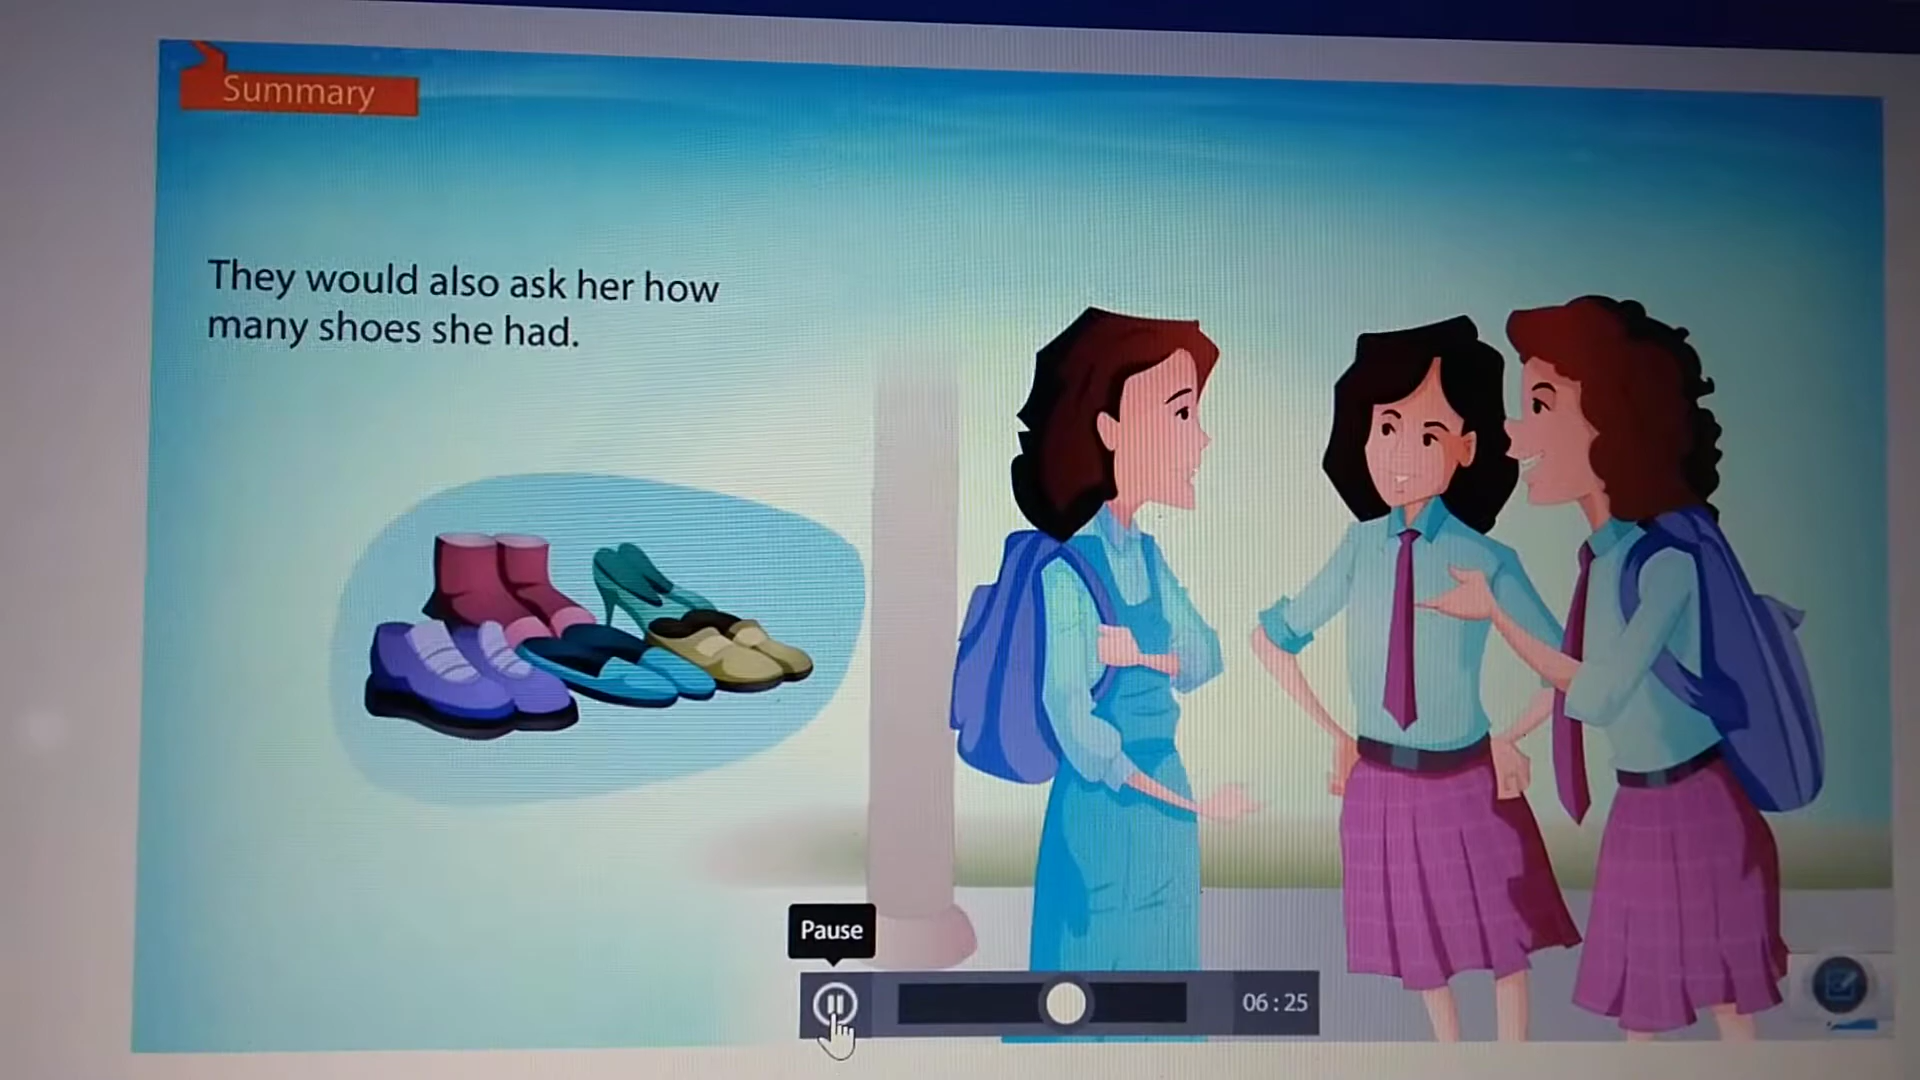 Summary
They would also ask her how
many shoes she had.
Pause
06 : 25